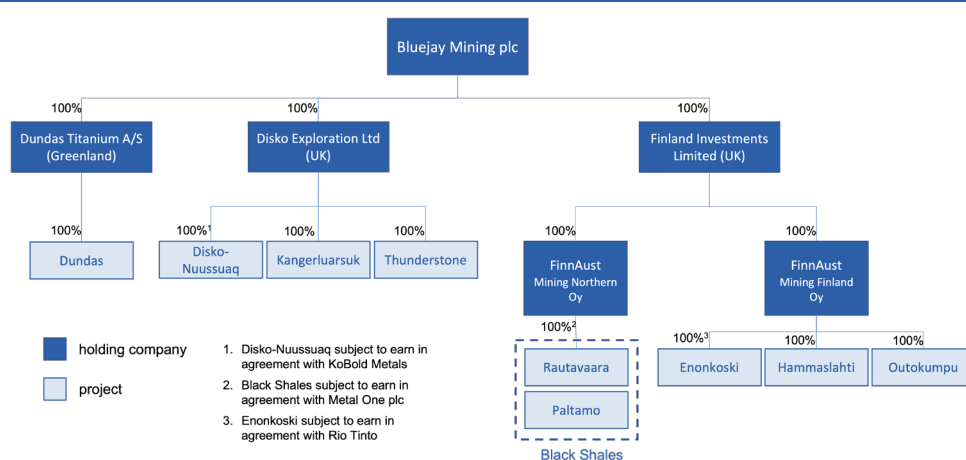 Bluejay Mining plc
100%
100%
100%
Dundas Titanium A/S
(Greenland)
Disko Exploration Ltd
(UK)
Finland Investments
Limited (UK)
100%
100%¹
100%
100%
100%
100%
Dundas
Disko-
Nuussuaq
Kangerluarsuk
Thunderstone
FinnAust
Mining Northern
Oy
FinnAust
Mining Finland
Oy
100%²
100%³
100%
100%
Rautavaara
Paltamo
Enonkoski
Hammaslahti
Outokumpu
Black Shales
holding company
project
1. Disko-Nuussuaq subject to earn in
agreement with KoBold Metals
2. Black Shales subject to earn in
agreement with Metal One plc
3. Enonkoski subject to earn in
agreement with Rio Tinto